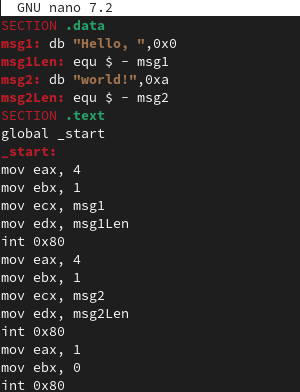 GNU nano 7.2
SECTION .data
msg1: db "Hello, ",0x0
msg1Len: equ $ - msg1
msg2: db "world!",0xa
msg2Len: equ $ - msg2
SECTION .text
global _start
_start:
mov eax, 4
mov ebx, 1
mov ecx, msg1
mov edx, msg1Len
int 0x80
mov eax, 4
mov ebx, 1
mov ecx, msg2
mov edx, msg2Len
int 0x80
mov eax, 1
mov ebx, 0
int 0x80